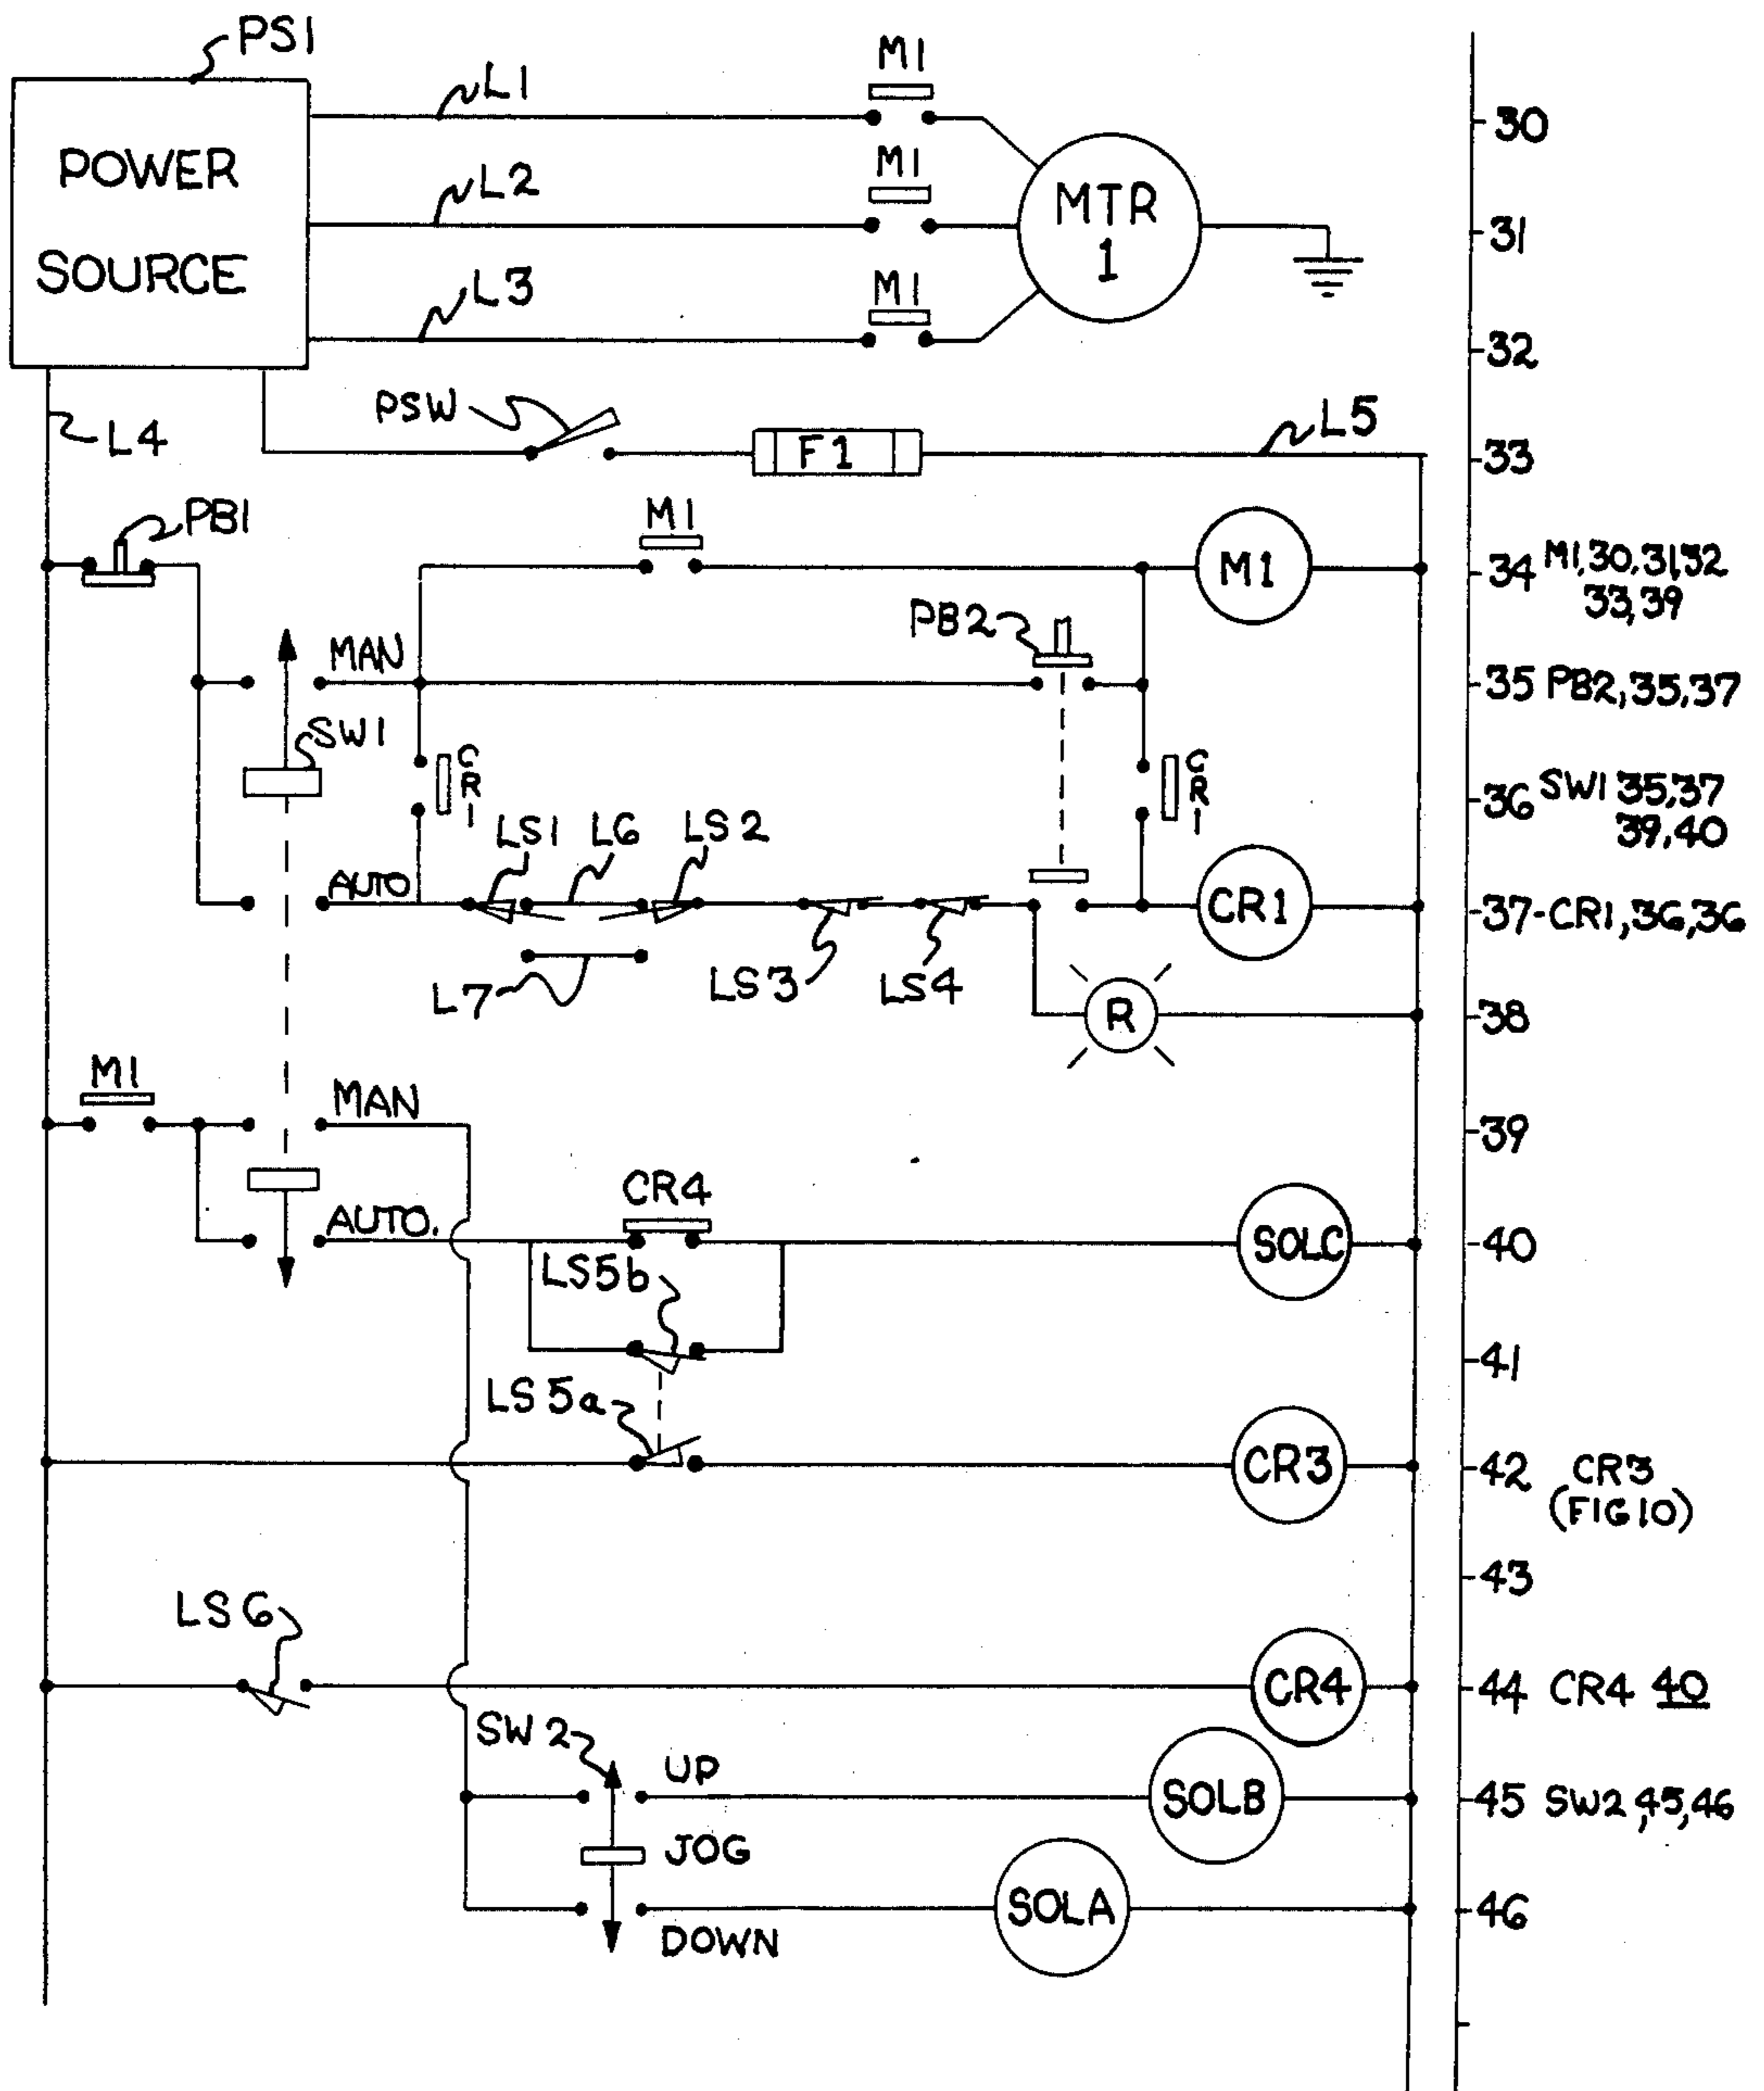 PS1
L1
M1
30
POWER
SOURCE
L2
M1
MTR
1
31
L3
M1
32
L4
PSW
F1
L5
33
PB1
M1
M1
34 M1,30,31,32
33,39
PB2
MAN
35 PB2,35,37
SW1
CR1
CR1
36 SW1 35,37
39,40
LS1
L6
LS2
AUTO
CR1
37-CR1,36,36
L7
LS3
LS4
R
38
M1
MAN
39
CR4
AUTO.
SOLC
40
LS5b
41
LS5a
CR3
42 CR3
(FIG10)
43
LS6
CR4
44 CR4 40
SW2
UP
SOLB
45 SW2,45,46
JOG
SOLA
46
DOWN